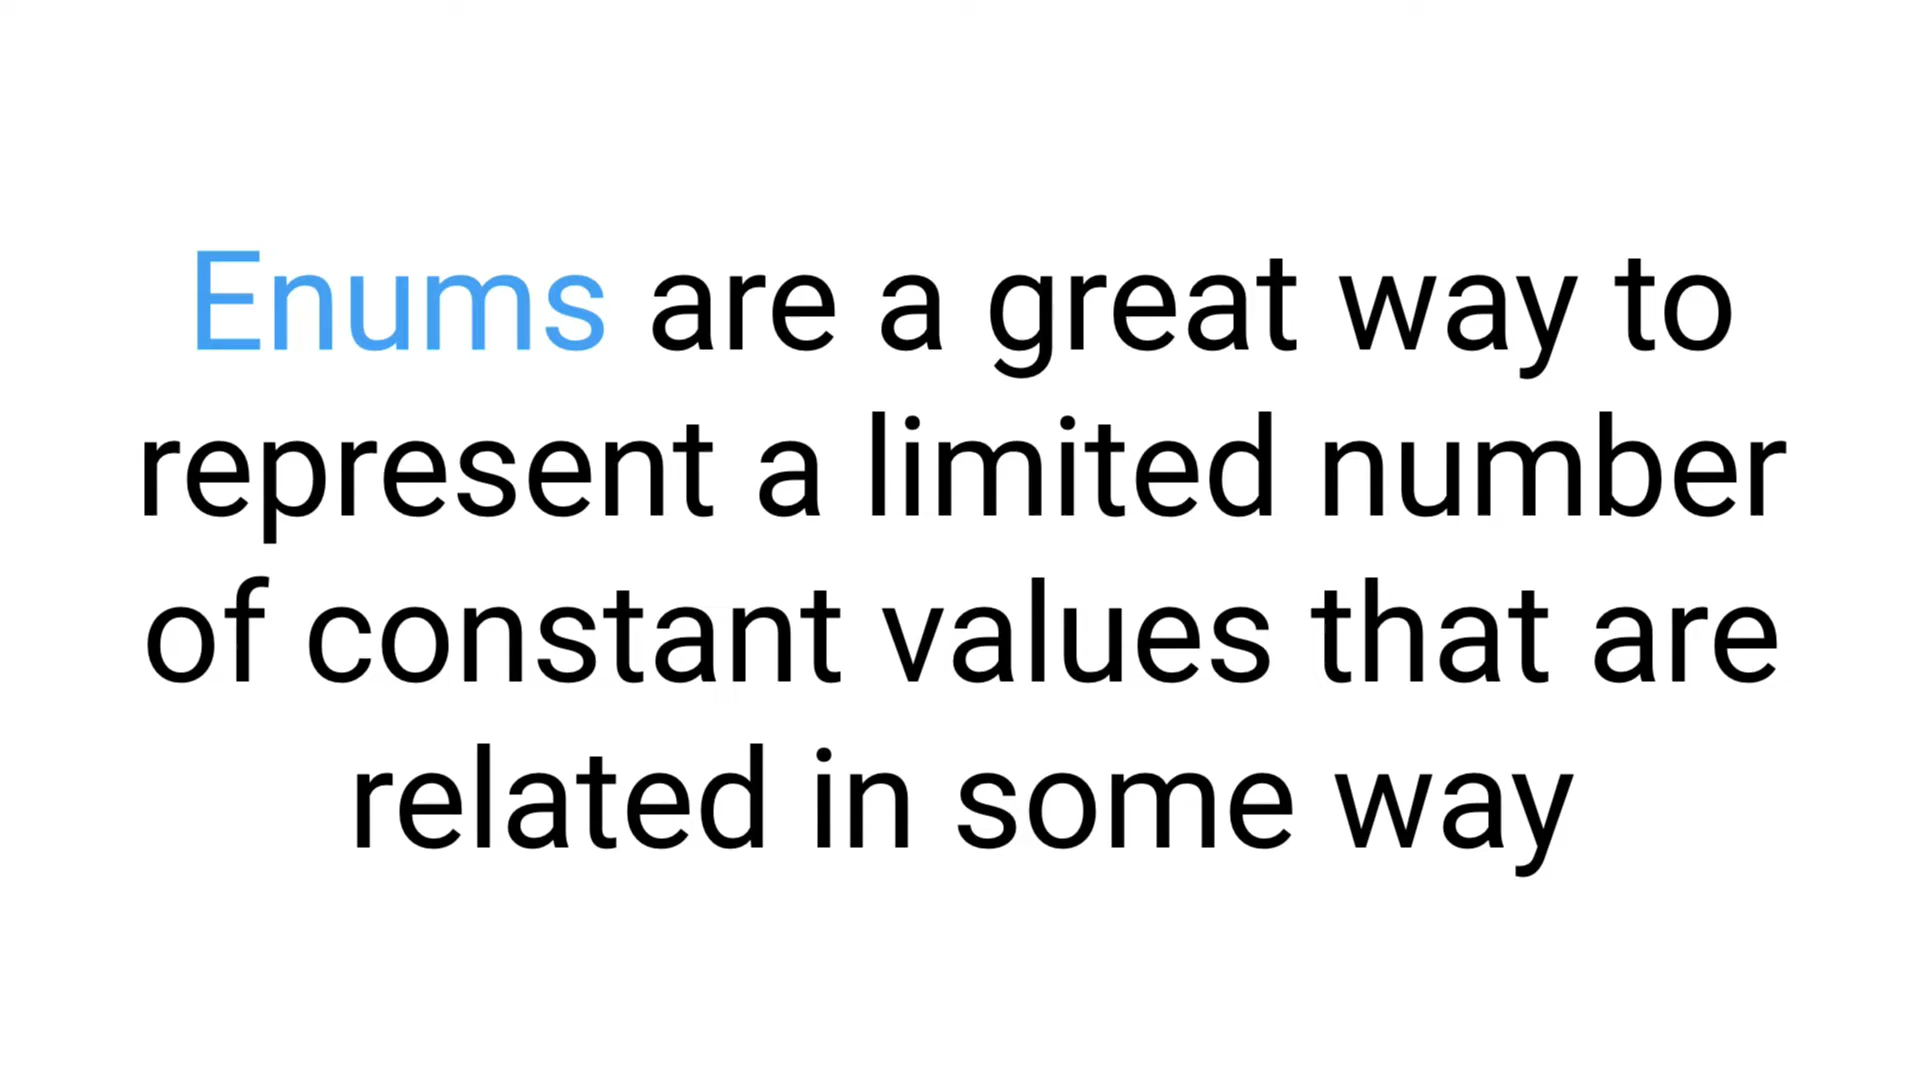 Enums are a great way to
represent a limited number
of constant values that are
related in some way